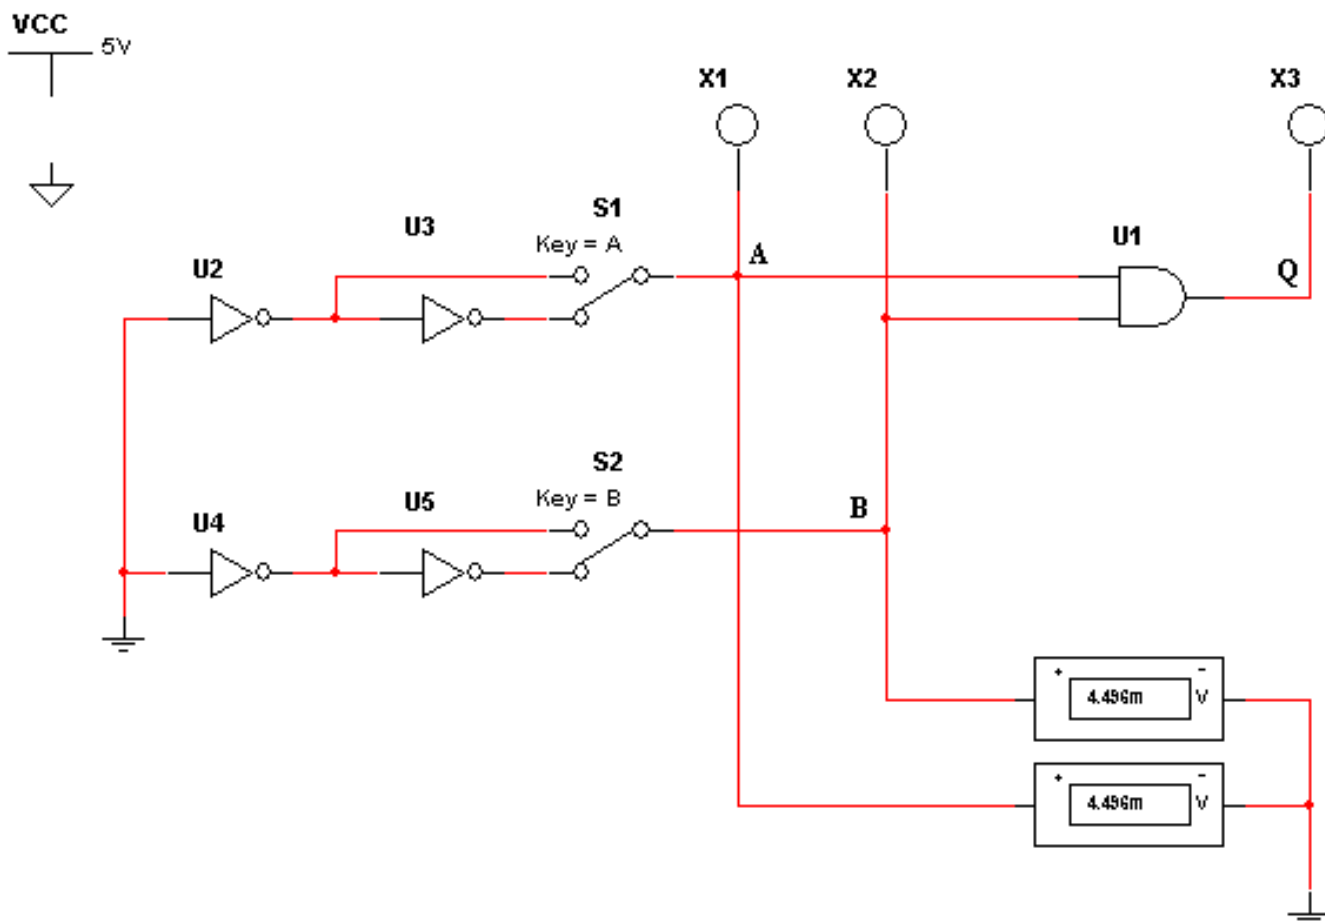 VCC
5V
X1
X2
X3
S1
U3
Key = A
U1
U2
A
Q
S2
U5
Key = B
B
U4
+ -
4.496m V
+ -
4.496m V